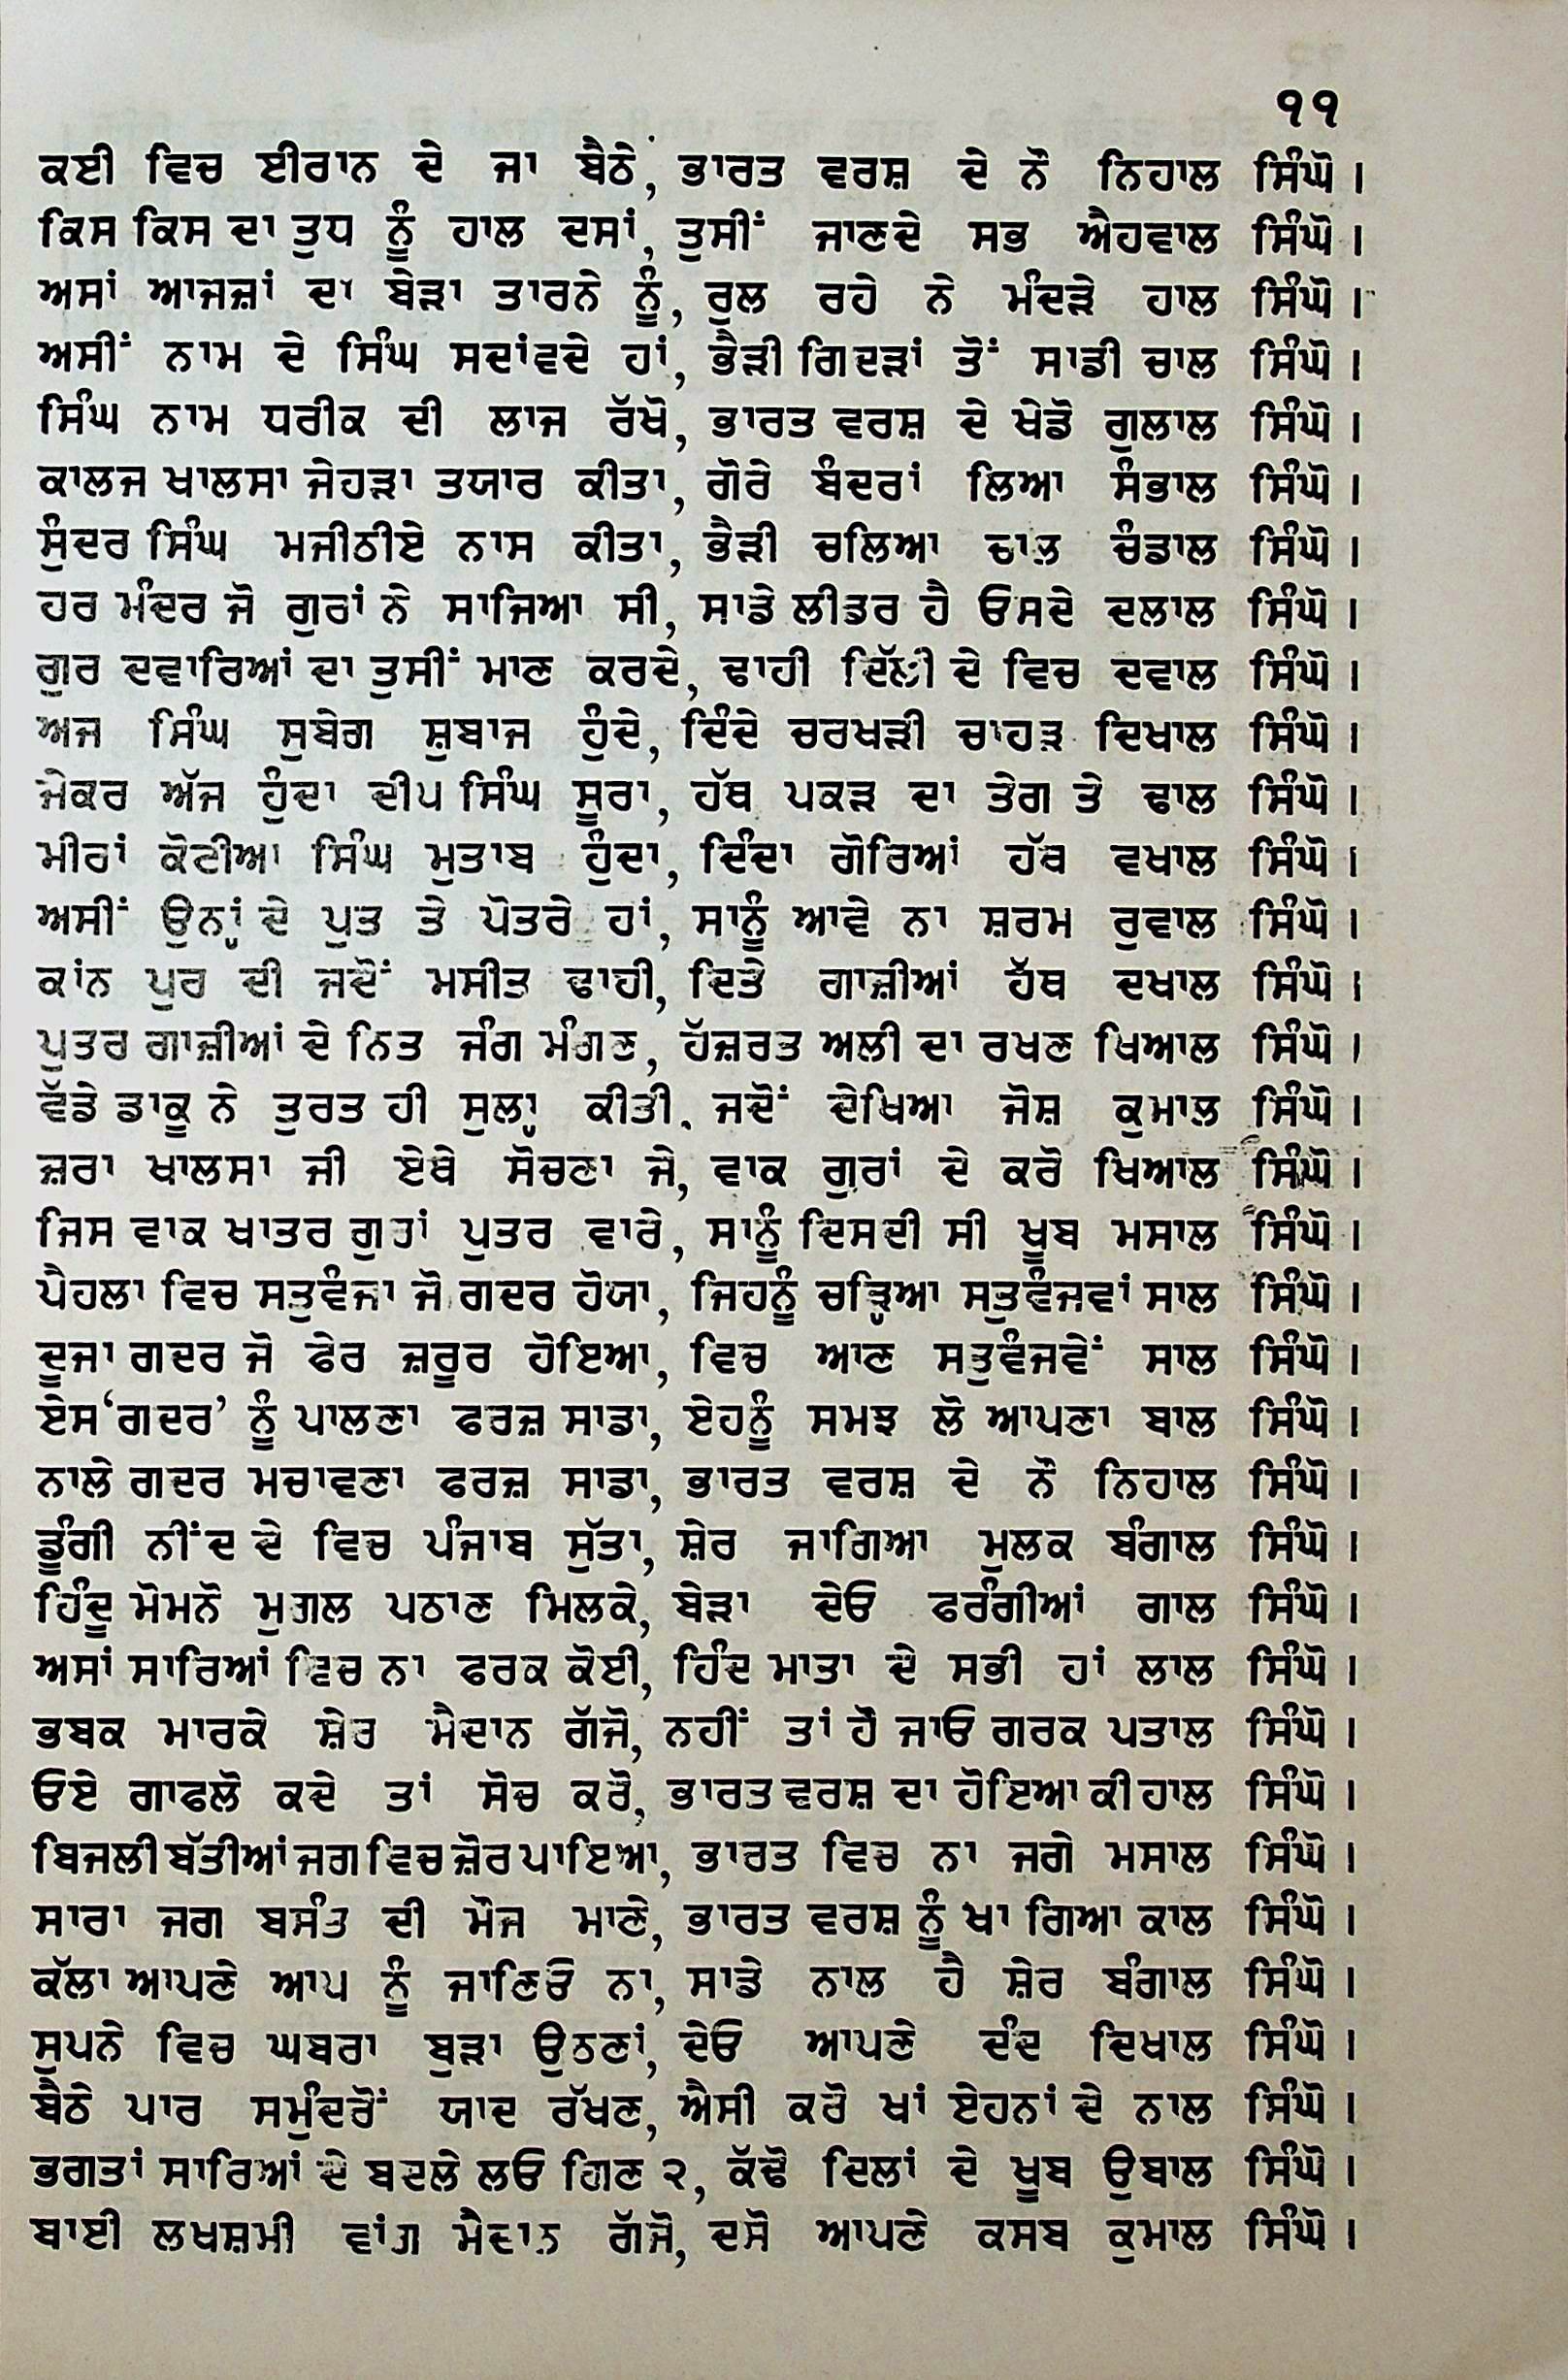 ੧੧
ਕਈ ਵਿਚ ਈਰਾਨ ਦੇ ਜਾ ਬੈਠੇ, ਭਾਰਤ ਵਰਸ਼ ਦੇ ਨੌ ਨਿਹਾਲ ਸਿੰਘੋ।
ਕਿਸ ਕਿਸ ਦਾ ਤੁਧ ਨੂੰ ਹਾਲ ਦਸਾਂ, ਤੁਸੀਂ ਜਾਣਦੇ ਸਭ ਐਹਵਾਲ ਸਿੰਘੋ।
ਅਸਾਂ ਆਜਜ਼ਾਂ ਦਾ ਬੇੜਾ ਤਾਰਨੇ ਨੂੰ, ਰੁਲ ਰਹੇ ਨੇ ਮੰਦੜੇ ਹਾਲ ਸਿੰਘੋ।
ਅਸੀਂ ਨਾਮ ਦੇ ਸਿੰਘ ਸਦਾਂਵਦੇ ਹਾਂ, ਭੈੜੀ ਗਿਦੜਾਂ ਤੋਂ ਸਾਡੀ ਚਾਲ ਸਿੰਘੋ।
ਸਿੰਘ ਨਾਮ ਧਰੀਕ ਦੀ ਲਾਜ ਰੱਖੋ, ਭਾਰਤ ਵਰਸ਼ ਦੇ ਖੇਡੋ ਗੁਲਾਲ ਸਿੰਘੋ।
ਕਾਲਜ ਖਾਲਸਾ ਜੇਹੜਾ ਤਯਾਰ ਕੀਤਾ, ਗੋਰੇ ਬੰਦਰਾਂ ਲਿਆ ਸੰਭਾਲ ਸਿੰਘੋ।
ਸੁੰਦਰ ਸਿੰਘ ਮਜੀਠੀਏ ਨਾਸ ਕੀਤਾ, ਭੈੜੀ ਚਲਿਆ ਚਾਲ ਚੰਡਾਲ ਸਿੰਘੋ।
ਹਰ ਮੰਦਰ ਜੋ ਗੁਰਾਂ ਨੇ ਸਾਜਿਆ ਸੀ, ਸਾਡੇ ਲੀਡਰ ਹੈ ਓਸਦੇ ਦਲਾਲ ਸਿੰਘੋ।
ਗੁਰ ਦਵਾਰਿਆਂ ਦਾ ਤੁਸੀਂ ਮਾਣ ਕਰਦੇ, ਢਾਹੀ ਦਿੱਲੀ ਦੇ ਵਿਚ ਦਵਾਲ ਸਿੰਘੋ।
ਅਜ ਸਿੰਘ ਸੁਬੇਗ ਸ਼ੁਬਾਜ ਹੁੰਦੇ, ਦਿੰਦੇ ਚਰਖੜੀ ਚਾਹੜ ਦਿਖਾਲ ਸਿੰਘੋ।
ਜੇਕਰ ਅੱਜ ਹੁੰਦਾ ਦੀਪ ਸਿੰਘ ਸੂਰਾ, ਹੱਥ ਪਕੜ ਦਾ ਤੇਗ ਤੇ ਢਾਲ ਸਿੰਘੋ।
ਮੀਰਾਂ ਕੋਟੀਆ ਸਿੰਘ ਮੁਤਾਬ ਹੁੰਦਾ, ਦਿੰਦਾ ਗੋਰਿਆਂ ਹੱਥ ਵਖਾਲ ਸਿੰਘੋ।
ਅਸੀਂ ਉਨ੍ਹਾਂ ਦੇ ਪੁਤ ਤੇ ਪੋਤਰੇ ਹਾਂ, ਸਾਨੂੰ ਆਵੇ ਨਾ ਸ਼ਰਮ ਰੁਵਾਲ ਸਿੰਘੋ।
ਕਾਂਨ ਪੁਰ ਦੀ ਜਦੋਂ ਮਸੀਤ ਢਾਹੀ, ਦਿਤੇ ਗਾਜ਼ੀਆਂ ਹੱਥ ਦਖਾਲ ਸਿੰਘੋ।
ਪੁਤਰ ਗਾਜ਼ੀਆਂ ਦੇ ਨਿਤ ਜੰਗ ਮੰਗਣ, ਹੱਜ਼ਰਤ ਅਲੀ ਦਾ ਰਖਣ ਖਿਆਲ ਸਿੰਘੋ।
ਵੱਡੇ ਡਾਕੂ ਨੇ ਤੁਰਤ ਹੀ ਸੁਲ੍ਹਾ ਕੀਤੀ, ਜਦੋਂ ਦੇਖਿਆ ਜੋਸ਼ ਕੁਮਾਲ ਸਿੰਘੋ।
ਜ਼ਰਾ ਖਾਲਸਾ ਜੀ ਏਥੇ ਸੋਚਣਾ ਜੇ, ਵਾਕ ਗੁਰਾਂ ਦੇ ਕਰੋ ਖਿਆਲ ਸਿੰਘੋ।
ਜਿਸ ਵਾਕ ਖਾਤਰ ਗੁਰਾਂ ਪੁਤਰ ਵਾਰੇ, ਸਾਨੂੰ ਦਿਸਦੀ ਸੀ ਖੂਬ ਮਸਾਲ ਸਿੰਘੋ।
ਪੈਹਲਾ ਵਿਚ ਸਤੁਵੰਜਾ ਜੋ ਗਦਰ ਹੋਯਾ, ਜਿਹਨੂੰ ਚੜ੍ਹਿਆ ਸਤੁਵੰਜਵਾਂ ਸਾਲ ਸਿੰਘੋ।
ਦੂਜਾ ਗਦਰ ਜੋ ਫੇਰ ਜ਼ਰੂਰ ਹੋਇਆ, ਵਿਚ ਆਣ ਸਤੁਵੰਜਵੇਂ ਸਾਲ ਸਿੰਘੋ।
ਏਸ ‘ਗਦਰ’ ਨੂੰ ਪਾਲਣਾ ਫਰਜ਼ ਸਾਡਾ, ਏਹਨੂੰ ਸਮਝ ਲੋ ਆਪਣਾ ਬਾਲ ਸਿੰਘੋ।
ਨਾਲੇ ਗਦਰ ਮਚਾਵਣਾ ਫਰਜ਼ ਸਾਡਾ, ਭਾਰਤ ਵਰਸ਼ ਦੇ ਨੌ ਨਿਹਾਲ ਸਿੰਘੋ।
ਡੂੰਗੀ ਨੀਂਦ ਦੇ ਵਿਚ ਪੰਜਾਬ ਸੁੱਤਾ, ਸ਼ੇਰ ਜਾਗਿਆ ਮੁਲਕ ਬੰਗਾਲ ਸਿੰਘੋ।
ਹਿੰਦੂ ਮੋਮਨੋ ਮੁਗਲ ਪਠਾਣ ਮਿਲਕੇ, ਬੇੜਾ ਦੇਓ ਫਰੰਗੀਆਂ ਗਾਲ ਸਿੰਘੋ।
ਅਸਾਂ ਸਾਰਿਆਂ ਵਿਚ ਨਾ ਫਰਕ ਕੋਈ, ਹਿੰਦ ਮਾਤਾ ਦੇ ਸਭੀ ਹਾਂ ਲਾਲ ਸਿੰਘੋ।
ਭਬਕ ਮਾਰਕੇ ਸ਼ੇਰ ਮੈਦਾਨ ਗੱਜੋ, ਨਹੀਂ ਤਾਂ ਹੋ ਜਾਓ ਗਰਕ ਪਤਾਲ ਸਿੰਘੋ।
ਓਏ ਗਾਫਲੋ ਕਦੇ ਤਾਂ ਸੋਚ ਕਰੋ, ਭਾਰਤ ਵਰਸ਼ ਦਾ ਹੋਇਆ ਕੀ ਹਾਲ ਸਿੰਘੋ।
ਬਿਜਲੀ ਬੱਤੀਆਂ ਜਗ ਵਿਚ ਜ਼ੋਰ ਪਾਇਆ, ਭਾਰਤ ਵਿਚ ਨਾ ਜਗੇ ਮਸਾਲ ਸਿੰਘੋ।
ਸਾਰਾ ਜਗ ਬਸੰਤ ਦੀ ਮੌਜ ਮਾਣੇ, ਭਾਰਤ ਵਰਸ਼ ਨੂੰ ਖਾ ਗਿਆ ਕਾਲ ਸਿੰਘੋ।
ਕੱਲਾ ਆਪਣੇ ਆਪ ਨੂੰ ਜਾਣਿਓ ਨਾ, ਸਾਡੇ ਨਾਲ ਹੈ ਸ਼ੇਰ ਬੰਗਾਲ ਸਿੰਘੋ।
ਸੁਪਨੇ ਵਿਚ ਘਬਰਾ ਬੁੜਾ ਉਠਣਾਂ, ਦੇਓ ਆਪਣੇ ਦੰਦ ਦਿਖਾਲ ਸਿੰਘੋ।
ਬੈਠੇ ਪਾਰ ਸਮੁੰਦਰੋਂ ਯਾਦ ਰੱਖਣ, ਐਸੀ ਕਰੋ ਖਾਂ ਏਹਨਾਂ ਦੇ ਨਾਲ ਸਿੰਘੋ।
ਭਗਤਾਂ ਸਾਰਿਆਂ ਦੇ ਬਦਲੇ ਲਓ ਗਿਣ ੨, ਕੱਢੋ ਦਿਲਾਂ ਦੇ ਖੂਬ ਉਬਾਲ ਸਿੰਘੋ।
ਬਾਈ ਲਖਸ਼ਮੀ ਵਾਂਗ ਮੈਦਾਨ ਗੱਜੋ, ਦਸੋ ਆਪਣੇ ਕਸਬ ਕੁਮਾਲ ਸਿੰਘੋ।